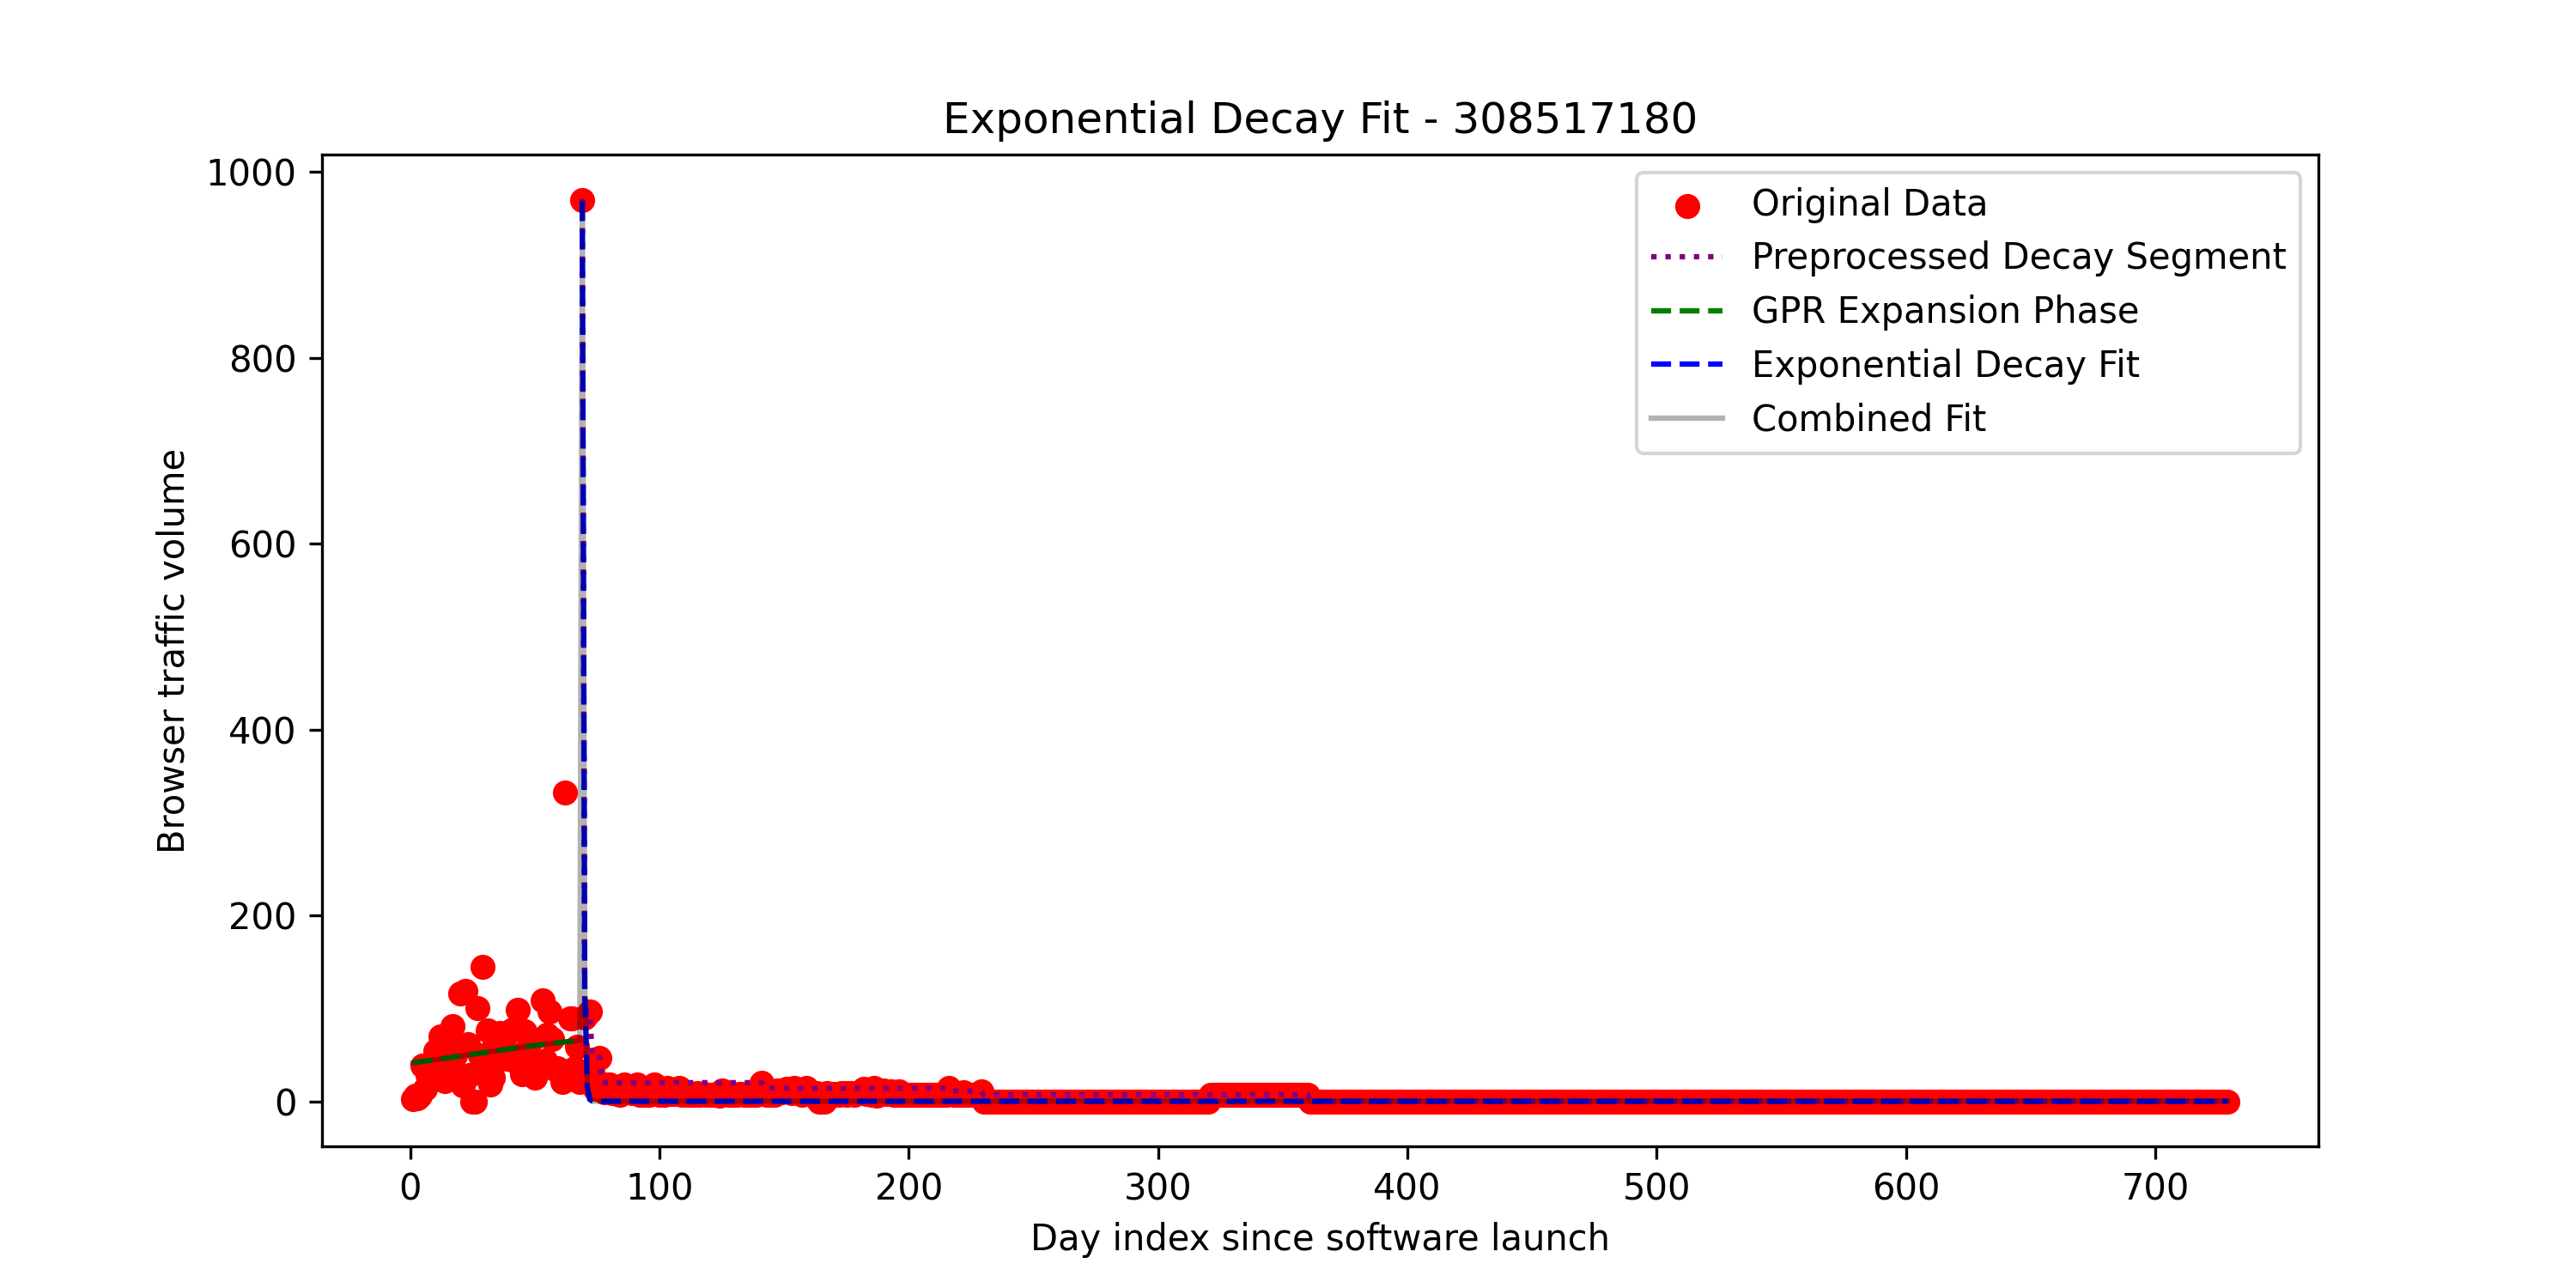 Exponential Decay Fit - 308517180
1000
800
600
400
200
0
Browser traffic volume
Original Data
Preprocessed Decay Segment
GPR Expansion Phase
Exponential Decay Fit
Combined Fit
0 100 200 300 400 500 600 700
Day index since software launch